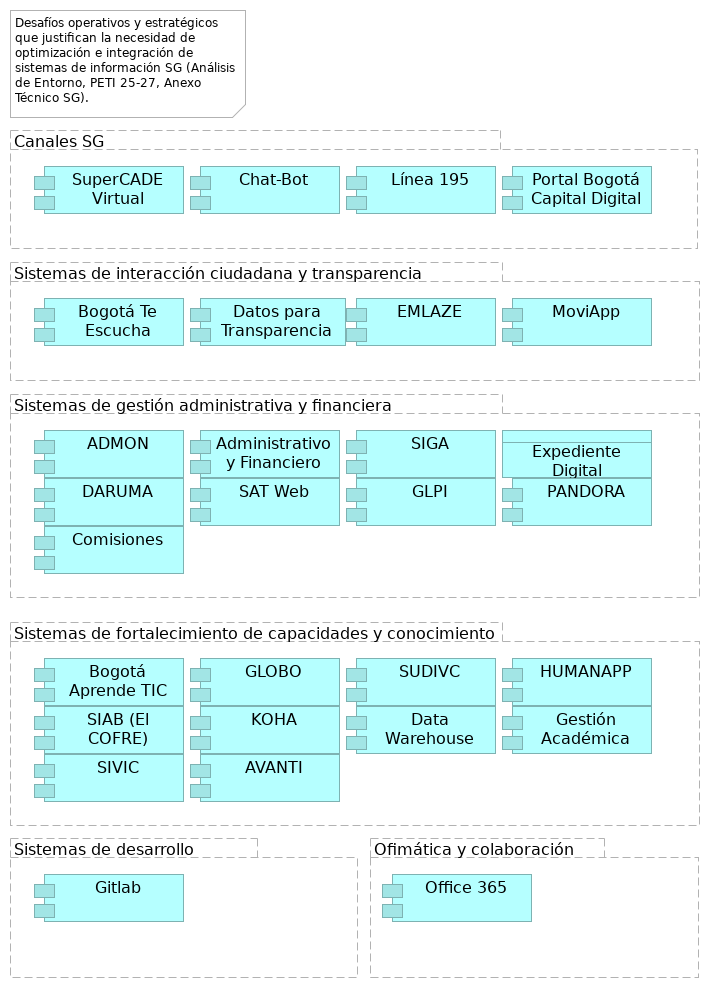 Desafíos operativos y estratégicos
que justifican la necesidad de
optimización e integración de
sistemas de información SG (Análisis
de Entorno, PETI 25-27, Anexo
Técnico SG).
Canales SG
SuperCADE
Virtual
Chat-Bot
Línea 195
Portal Bogotá
Capital Digital
Sistemas de interacción ciudadana y transparencia
Bogotá Te
Escucha
Datos para
Transparencia
EMLAZE
MoviApp
Sistemas de gestión administrativa y financiera
ADMON
Administrativo
y Financiero
SIGA
Expediente
Digital
DARUMA
SAT Web
GLPI
PANDORA
Comisiones
Sistemas de fortalecimiento de capacidades y conocimiento
Bogotá
Aprende TIC
GLOBO
SUDIVC
HUMANAPP
SIAB (El
COFRE)
KOHA
Data
Warehouse
Gestión
Académica
SIVIC
AVANTI
Sistemas de desarrollo
Gitlab
Ofimática y colaboración
Office 365